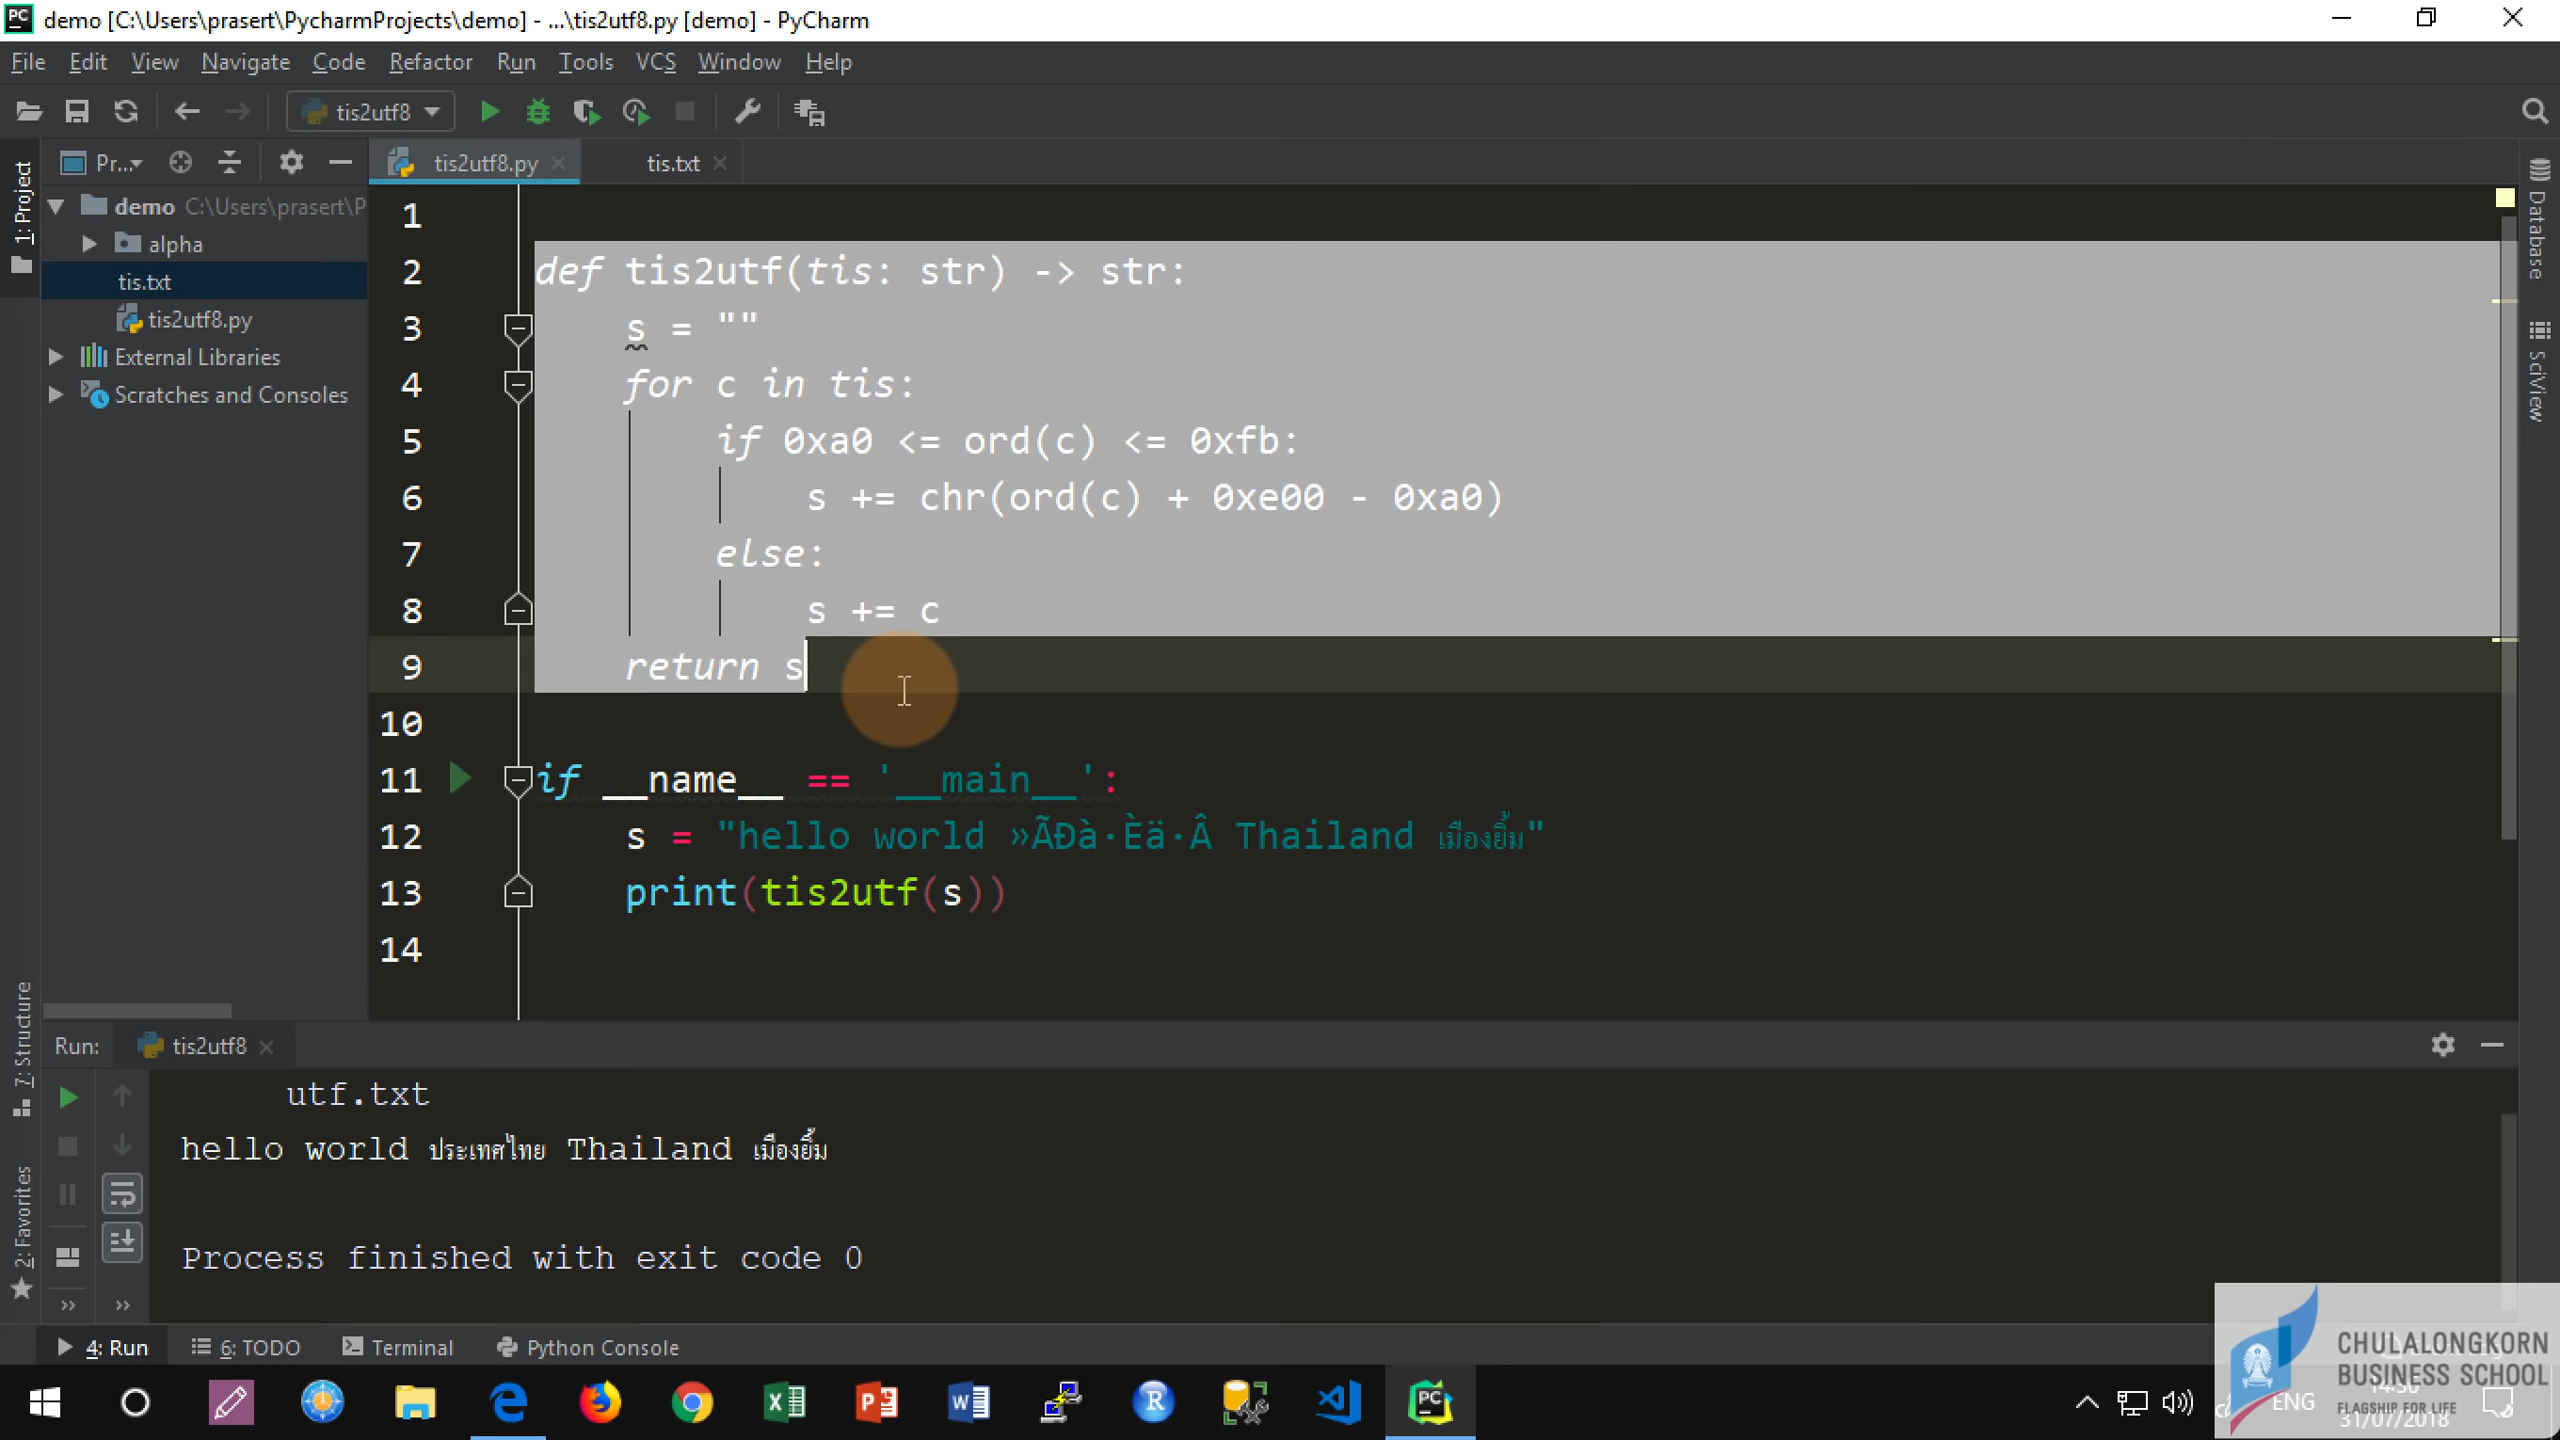 demo [C:\Users\prasert\PycharmProjects\demo] - ...\tis2utf8.py [demo] - PyCharm
File Edit View Navigate Code Refactor Run Tools VCS Window Help
tis2utf8
Pr... tis2utf8.py tis.txt
1: Project
demo C:\Users\prasert\P
alpha
tis.txt
tis2utf8.py
External Libraries
Scratches and Consoles
7: Structure
2: Favorites
Database
SciView
1
2 def tis2utf(tis: str) -> str:
3 s = ""
4 for c in tis:
5 if 0xa0 <= ord(c) <= 0xfb:
6 s += chr(ord(c) + 0xe00 - 0xa0)
7 else:
8 s += c
9 return s
10
11 if __name__ == '__main__':
12 s = "hello world »ÃÐà·Èä·Â Thailand เมืองยิ้ม"
13 print(tis2utf(s))
14
Run: tis2utf8
utf.txt
hello world ประเทศไทย Thailand เมืองยิ้ม
Process finished with exit code 0
4: Run 6: TODO Terminal Python Console
ENG
31/07/2018
CHULALONGKORN
BUSINESS SCHOOL
FLAGSHIP FOR LIFE